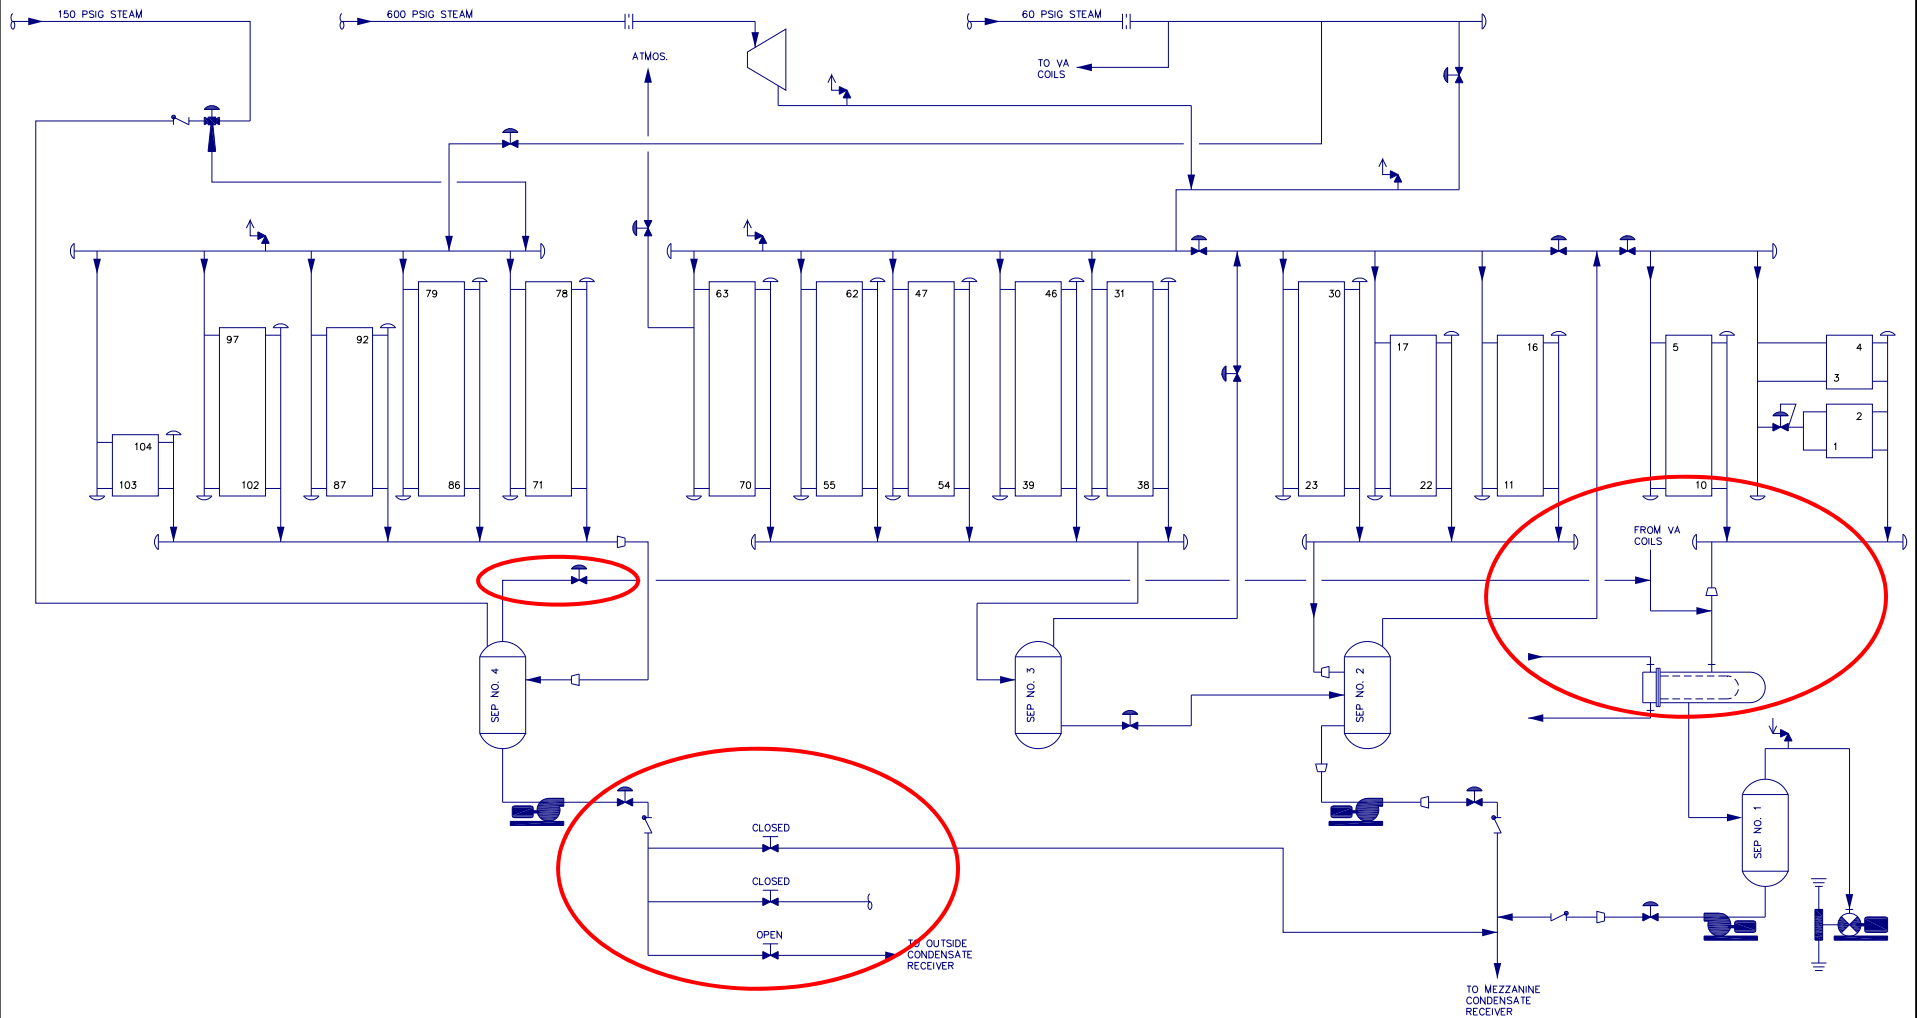 150 PSIG STEAM
600 PSIG STEAM
60 PSIG STEAM
ATMOS.
TO VA
COILS
79
78
63
62
47
46
31
30
97
92
17
16
5
4
3
2
1
104
103
102
87
86
71
70
55
54
39
38
23
22
11
10
FROM VA
COILS
SEP NO. 4
SEP NO. 3
SEP NO. 2
SEP NO. 1
CLOSED
CLOSED
OPEN
TO OUTSIDE
CONDENSATE
RECEIVER
TO MEZZANINE
CONDENSATE
RECEIVER